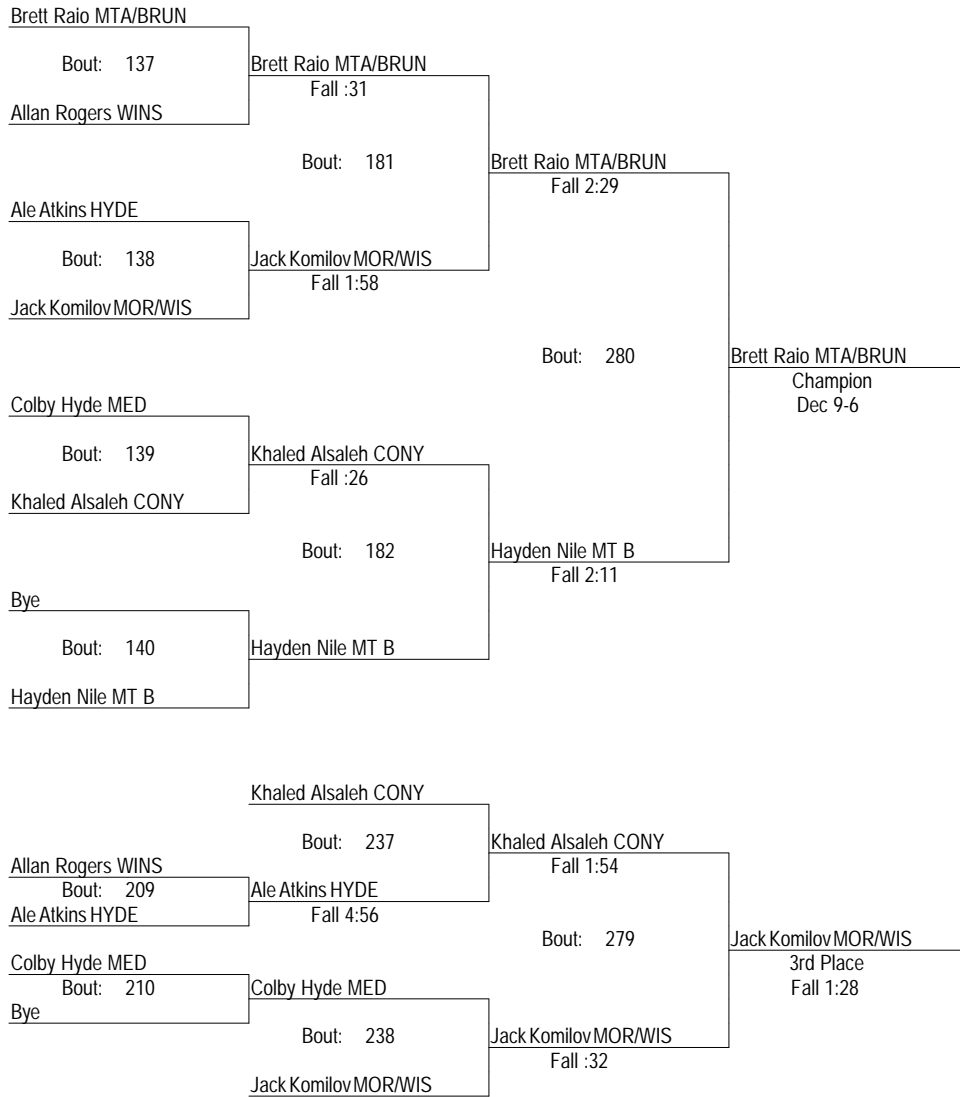 Brett Raio MTA/BRUN
Bout: 137
Brett Raio MTA/BRUN
Fall :31
Allan Rogers WINS
Bout: 181
Brett Raio MTA/BRUN
Fall 2:29
Ale Atkins HYDE
Bout: 138
Jack Komilov MOR/WIS
Fall 1:58
Jack Komilov MOR/WIS
Bout: 280
Brett Raio MTA/BRUN
Champion
Dec 9-6
Colby Hyde MED
Bout: 139
Khaled Alsaleh CONY
Fall :26
Khaled Alsaleh CONY
Bout: 182
Hayden Nile MT B
Fall 2:11
Bye
Bout: 140
Hayden Nile MT B
Hayden Nile MT B
Khaled Alsaleh CONY
Bout: 237
Khaled Alsaleh CONY
Fall 1:54
Allan Rogers WINS
Bout: 209
Ale Atkins HYDE
Ale Atkins HYDE
Fall 4:56
Bout: 279
Jack Komilov MOR/WIS
3rd Place
Fall 1:28
Colby Hyde MED
Bout: 210
Colby Hyde MED
Bye
Bout: 238
Jack Komilov MOR/WIS
Fall :32
Jack Komilov MOR/WIS